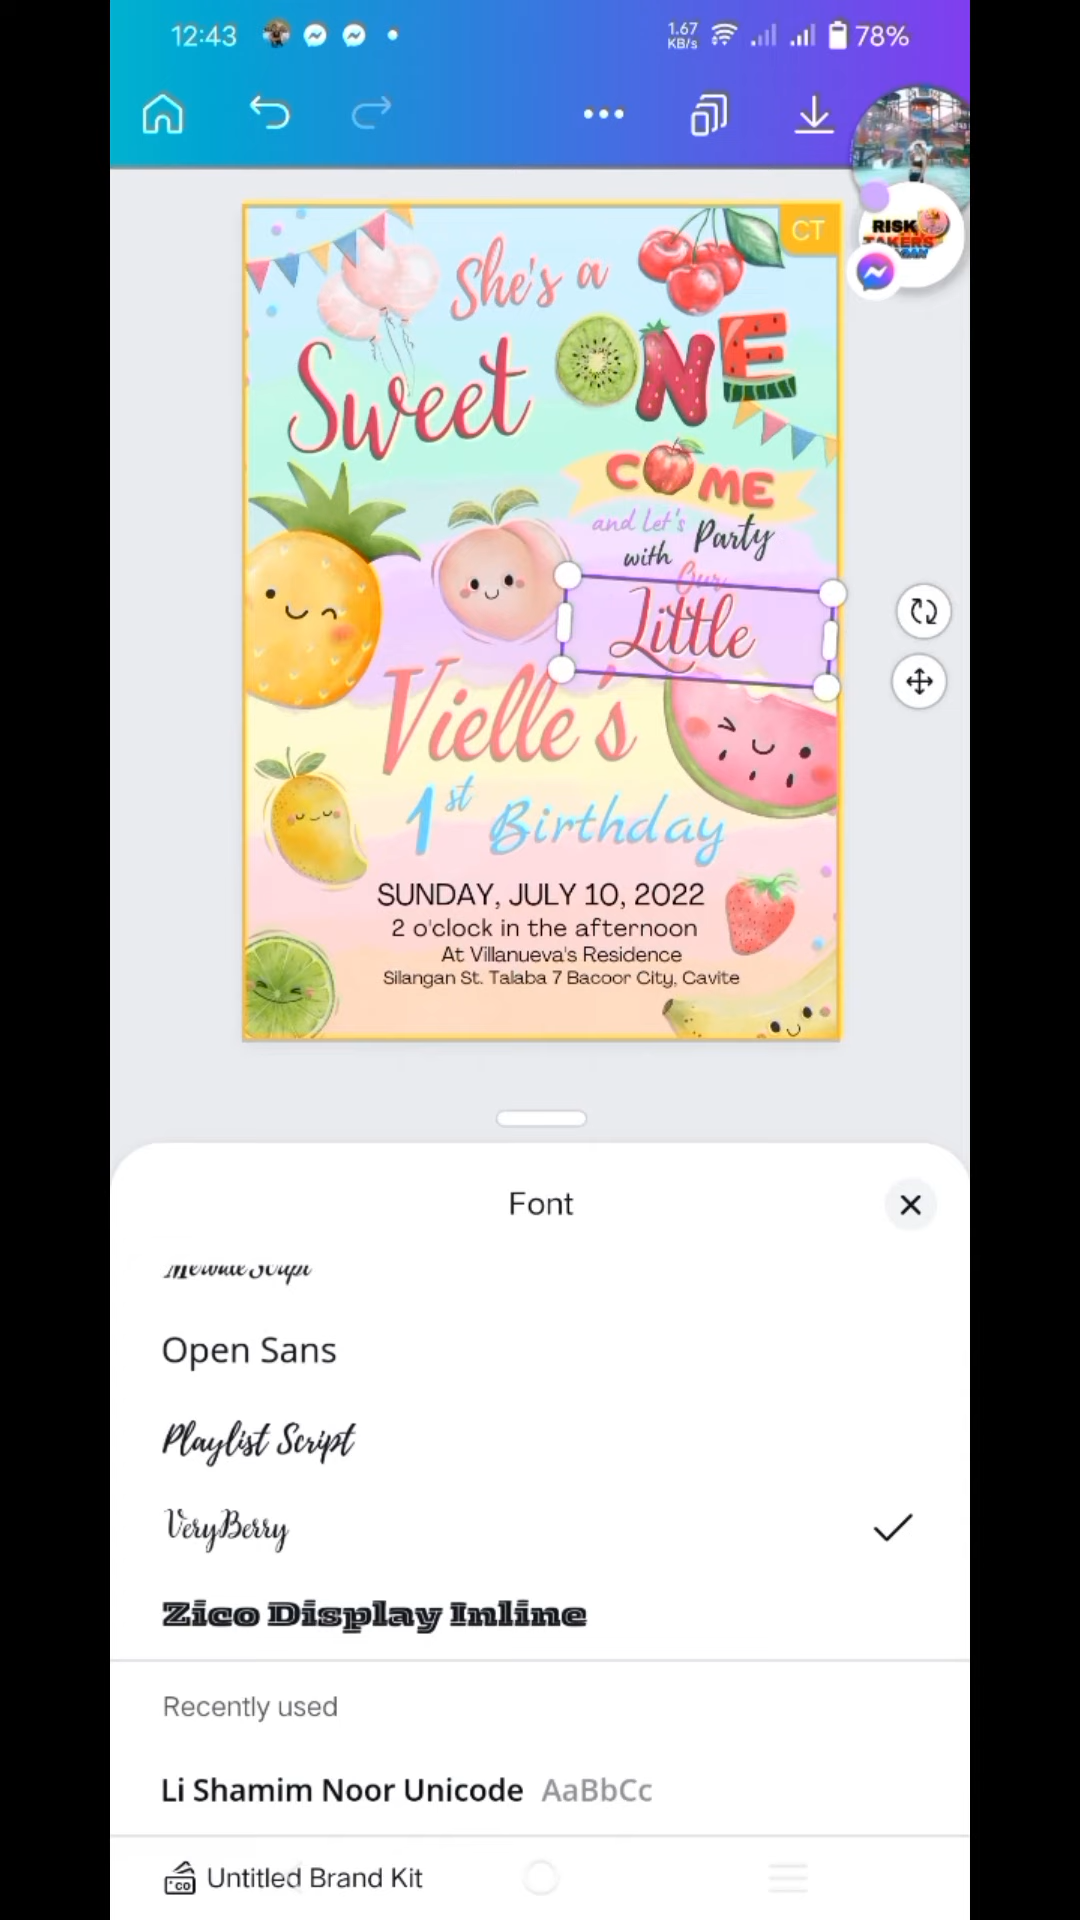 12:43
1.67
KB/s
78%
CT
RISK
TAKERS
She's a
Sweet ONE
COME
and let's Party
with
Our
Little
Vielle's
1st Birthday
SUNDAY, JULY 10, 2022
2 o'clock in the afternoon
At Villanueva's Residence
Silangan St. Talaba 7 Bacoor City, Cavite
Font
Open Sans
Playlist Script
VeryBerry
Zico Display Inline
Recently used
Li Shamim Noor Unicode AaBbCc
Untitled Brand Kit